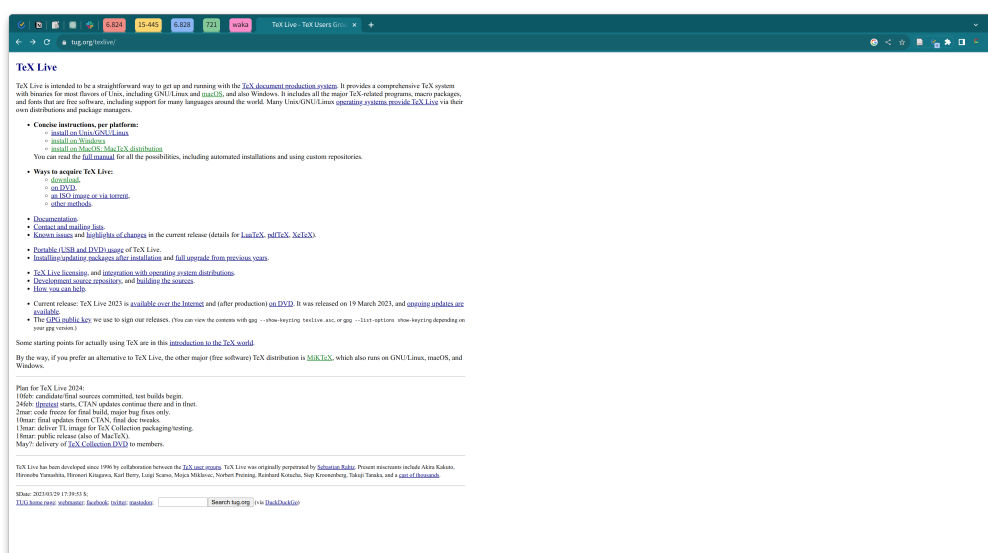 6.824 15-445 6.828 721 waka TeX Live - TeX Users Grou × +
tug.org/texlive/
TeX Live
TeX Live is intended to be a straightforward way to get up and running with the TeX document production system. It provides a comprehensive TeX system
with binaries for most flavors of Unix, including GNU/Linux and macOS, and also Windows. It includes all the major TeX-related programs, macro packages,
and fonts that are free software, including support for many languages around the world. Many Unix/GNU/Linux operating systems provide TeX Live via their
own distributions and package managers.
• Concise instructions, per platform:
◦ install on Unix/GNU/Linux
◦ install on Windows
◦ install on MacOS: MacTeX distribution
You can read the full manual for all the possibilities, including automated installations and using custom repositories.
• Ways to acquire TeX Live:
◦ download,
◦ on DVD,
◦ an ISO image or via torrent,
◦ other methods.
• Documentation.
• Contact and mailing lists.
• Known issues and highlights of changes in the current release (details for LuaTeX, pdfTeX, XeTeX).
• Portable (USB and DVD) usage of TeX Live.
• Installing/updating packages after installation and full upgrade from previous years.
• TeX Live licensing, and integration with operating system distributions.
• Development source repository, and building the sources.
• How you can help.
• Current release: TeX Live 2023 is available over the Internet and (after production) on DVD. It was released on 19 March 2023, and ongoing updates are
available.
• The GPG public key we use to sign our releases. (You can view the contents with gpg --show-keyring texlive.asc, or gpg --list-options show-keyring depending on
your gpg version.)
Some starting points for actually using TeX are in this introduction to the TeX world.
By the way, if you prefer an alternative to TeX Live, the other major (free software) TeX distribution is MiKTeX, which also runs on GNU/Linux, macOS, and
Windows.
Plan for TeX Live 2024:
10feb: candidate/final sources committed, test builds begin.
24feb: tlpretest starts, CTAN updates continue there and in tlnet.
2mar: code freeze for final build, major bug fixes only.
10mar: final updates from CTAN, final doc tweaks.
13mar: deliver TL image for TeX Collection packaging/testing.
18mar: public release (also of MacTeX).
May?: delivery of TeX Collection DVD to members.
TeX Live has been developed since 1996 by collaboration between the TeX user groups. TeX Live was originally perpetrated by Sebastian Rahtz. Present miscreants include Akira Kakuto,
Hironobu Yamashita, Hironori Kitagawa, Karl Berry, Luigi Scarso, Mojca Miklavec, Norbert Preining, Reinhard Kotucha, Siep Kroonenberg, Takuji Tanaka, and a cast of thousands.
$Date: 2023/03/29 17:39:53 $;
TUG home page; webmaster; facebook; twitter; mastodon; Search tug.org (via DuckDuckGo)